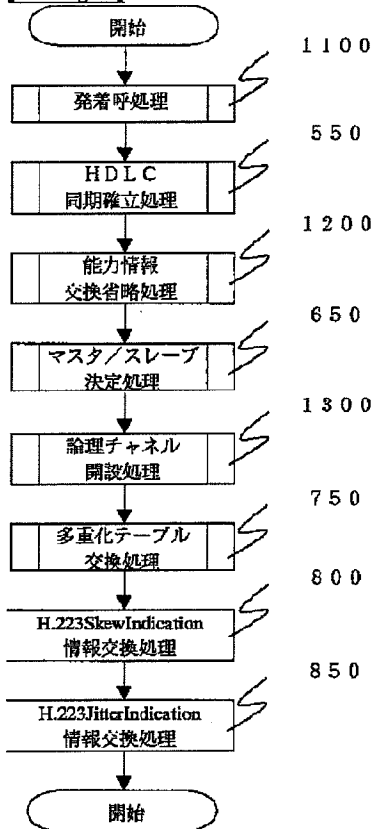 開始
1100
発着呼処理
550
HDLC
同期確立処理
1200
能力情報
交換省略処理
650
マスタ／スレーブ
決定処理
1300
論理チャネル
開設処理
750
多重化テーブル
交換処理
800
H.223SkewIndication
情報交換処理
850
H.223JitterIndication
情報交換処理
開始